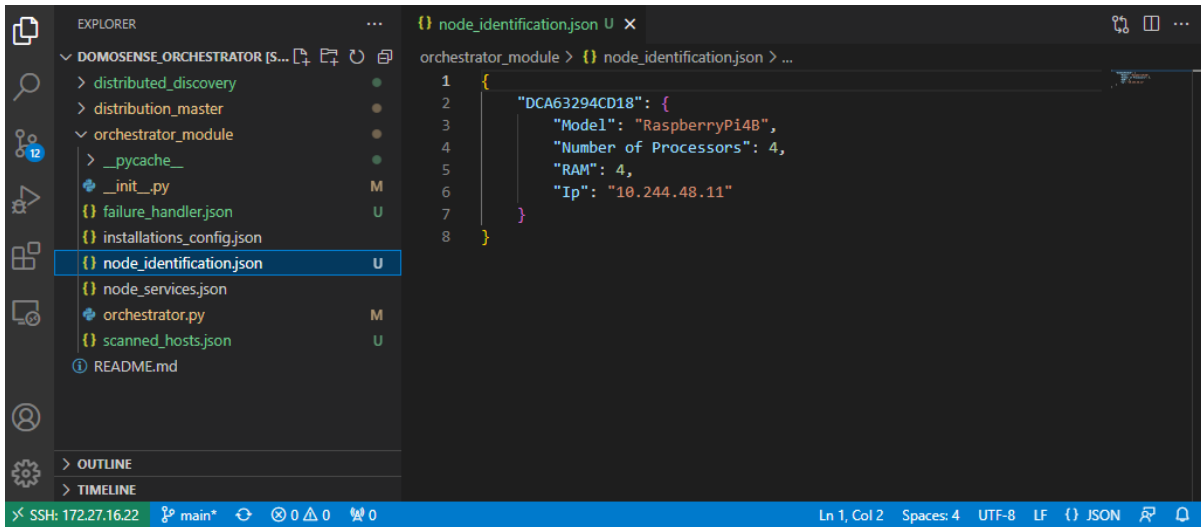 EXPLORER
DOMOSENSE_ORCHESTRATOR [S...
distributed_discovery
distribution_master
orchestrator_module
__pycache__
__init__.py M
failure_handler.json U
installations_config.json
node_identification.json U
node_services.json
orchestrator.py M
scanned_hosts.json U
README.md
OUTLINE
TIMELINE
12
{} node_identification.json U
orchestrator_module > {} node_identification.json > ...
1 {
2 "DCA63294CD18": {
3 "Model": "RaspberryPi4B",
4 "Number of Processors": 4,
5 "RAM": 4,
6 "Ip": "10.244.48.11"
7 }
8 }
SSH: 172.27.16.22 main* 0 0 0 Ln 1, Col 2 Spaces: 4 UTF-8 LF {} JSON